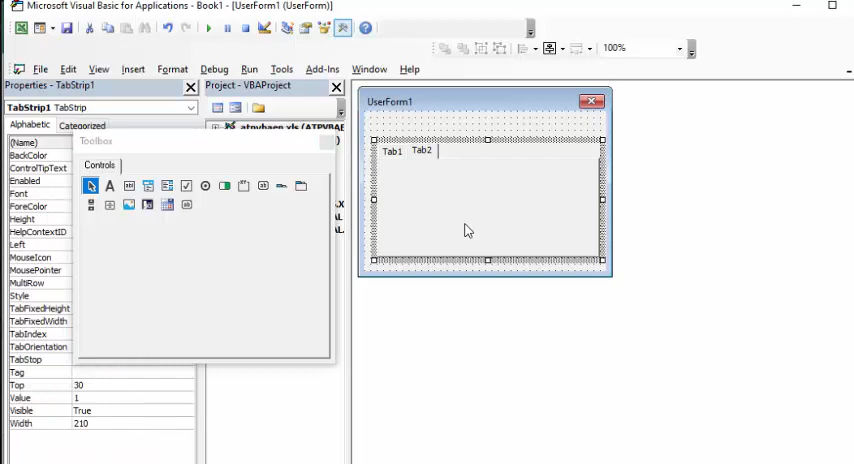 Microsoft Visual Basic for Applications - Book1 - [UserForm1 (UserForm)]
100%
File Edit View Insert Format Debug Run Tools Add-Ins Window Help
Properties - TabStrip1
Project - VBAProject
TabStrip1 TabStrip
Alphabetic Categorized
atpvbaen.xls (ATPVBAE
(Name)
BackColor
ControlTipText
Enabled
Font
ForeColor
Height
HelpContextID
Left
MouseIcon
MousePointer
MultiRow
Style
TabFixedHeight
TabFixedWidth
TabIndex
TabOrientation
TabStop
Tag
Top 30
Value 1
Visible True
Width 210
Toolbox
Controls
UserForm1
Tab1 Tab2